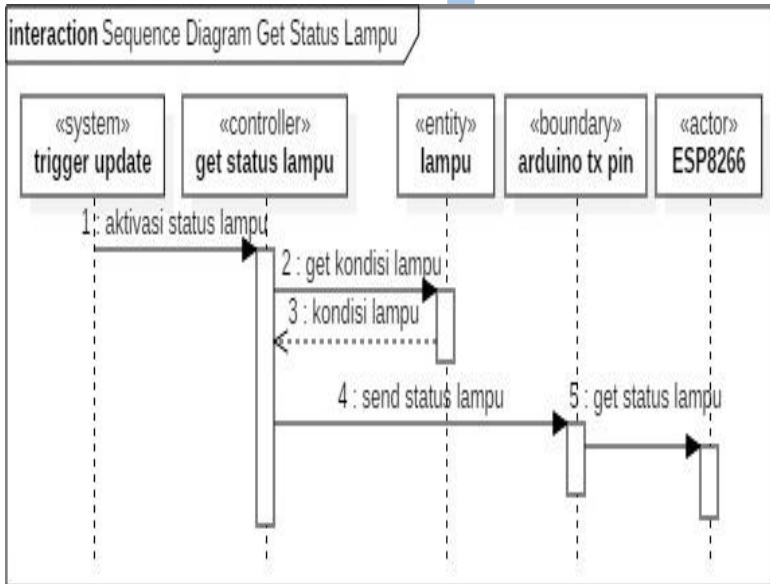 interaction Sequence Diagram Get Status Lampu
«system»
trigger update
«controller»
get status lampu
«entity»
lampu
«boundary»
arduino tx pin
«actor»
ESP8266
1 : aktivasi status lampu
2 : get kondisi lampu
3 : kondisi lampu
4 : send status lampu
5 : get status lampu